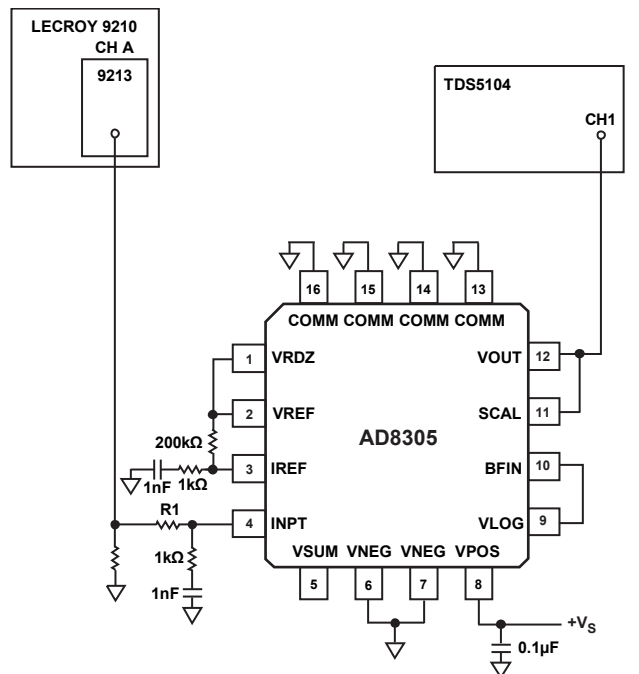 LECROY 9210
CH A
9213
TDS5104
CH1
16 15 14 13
COMM COMM COMM COMM
1 VRDZ
VOUT 12
2 VREF
SCAL 11
200kΩ
AD8305
3 IREF
BFIN 10
1nF 1kΩ
R1
4 INPT
VLOG 9
1kΩ
1nF
VSUM VNEG VNEG VPOS
5 6 7 8
+VS
0.1µF